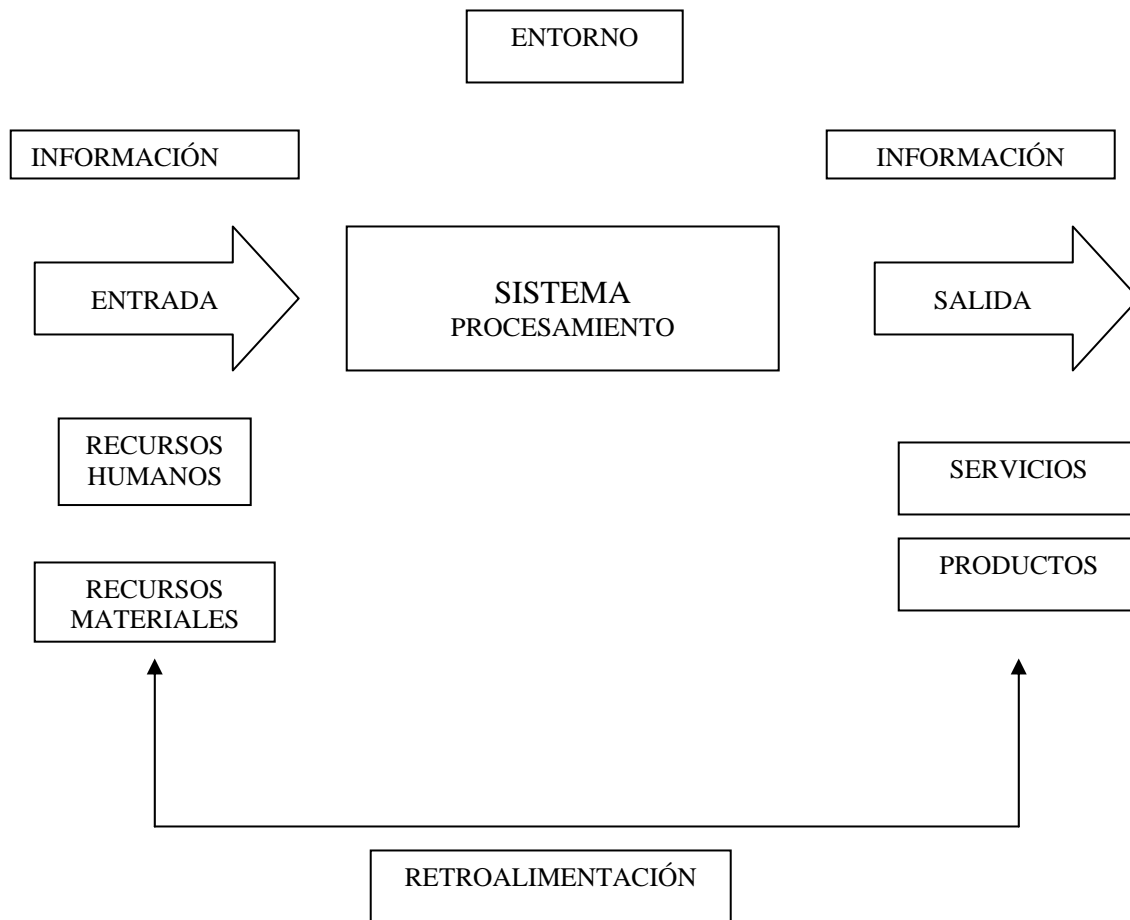 ENTORNO
INFORMACIÓN
INFORMACIÓN
ENTRADA
SISTEMA
PROCESAMIENTO
SALIDA
RECURSOS
HUMANOS
SERVICIOS
RECURSOS
MATERIALES
PRODUCTOS
RETROALIMENTACIÓN